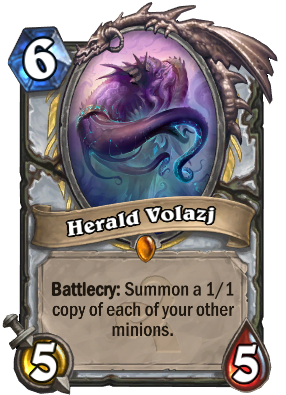 6
Herald Volazj
Battlecry: Summon a 1/1
copy of each of your other
minions.
5 5